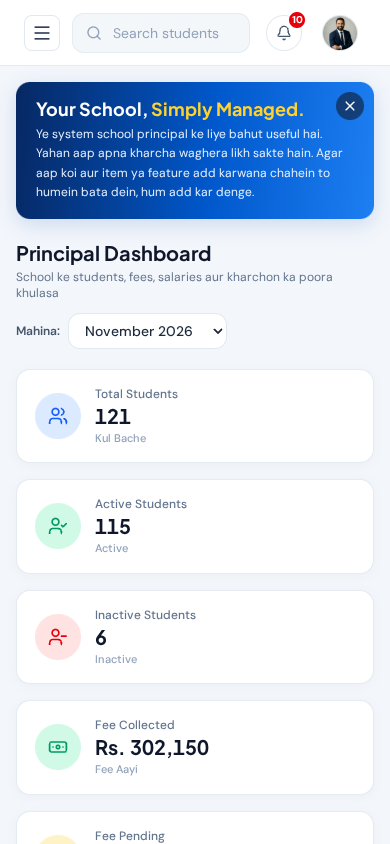 Search students
10
Your School, Simply Managed.
Ye system school principal ke liye bahut useful hai.
Yahan aap apna kharcha waghera likh sakte hain. Agar
aap koi aur item ya feature add karwana chahein to
humein bata dein, hum add kar denge.
Principal Dashboard
School ke students, fees, salaries aur kharchon ka poora
khulasa
Mahina: November 2026
Total Students
121
Kul Bache
Active Students
115
Active
Inactive Students
6
Inactive
Fee Collected
Rs. 302,150
Fee Aayi
Fee Pending